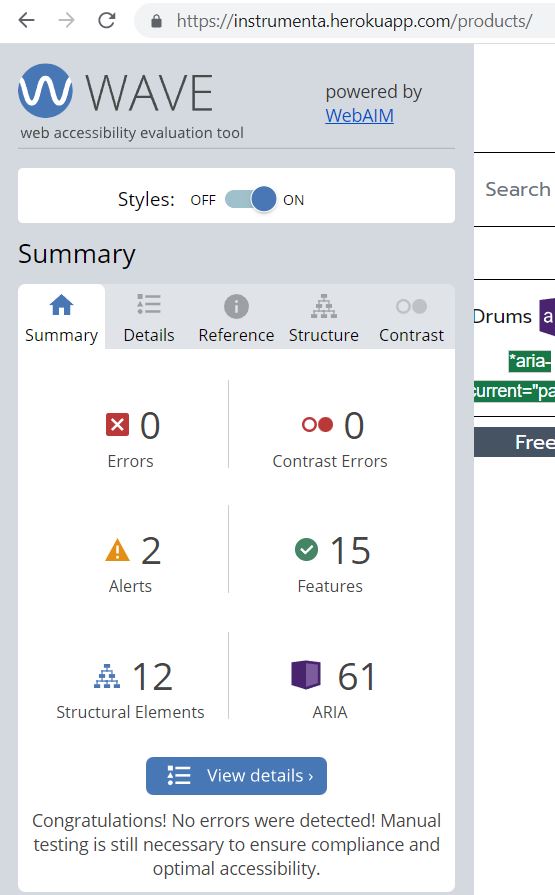 https://instrumenta.herokuapp.com/products/
WAVE
web accessibility evaluation tool
powered by
WebAIM
Styles: OFF ON
Summary
Summary Details Reference Structure Contrast
0
Errors
0
Contrast Errors
2
Alerts
15
Features
12
Structural Elements
61
ARIA
View details ›
Congratulations! No errors were detected! Manual
testing is still necessary to ensure compliance and
optimal accessibility.
Search
Drums a
*aria-
current="pa
Free